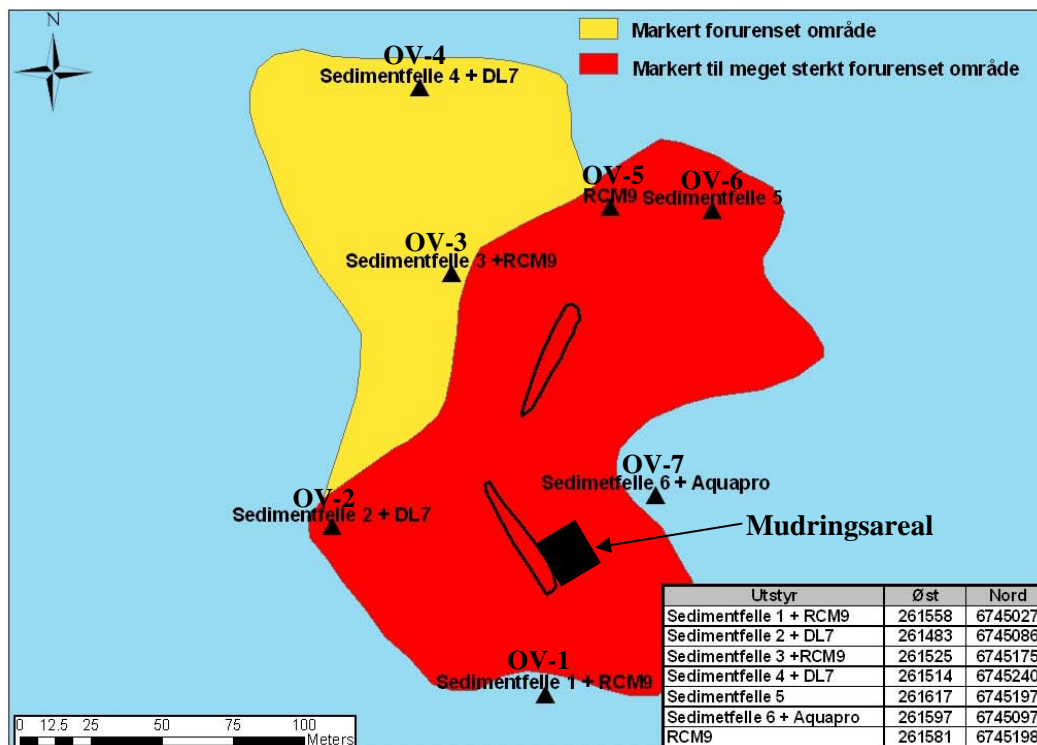 N
Markert forurenset område
Markert til meget sterkt forurenset område
OV-4
Sedimentfelle 4 + DL7
OV-5
RCM9
OV-6
Sedimentfelle 5
OV-3
Sedimentfelle 3 +RCM9
OV-7
Sedimetfelle 6 + Aquapro
OV-2
Sedimentfelle 2 + DL7
Mudringsareal
OV-1
Sedimentfelle 1 + RCM9
Utstyr Øst Nord
Sedimentfelle 1 + RCM9 261558 6745027
Sedimentfelle 2 + DL7 261483 6745086
Sedimentfelle 3 +RCM9 261525 6745175
Sedimentfelle 4 + DL7 261514 6745240
Sedimentfelle 5 261617 6745197
Sedimetfelle 6 + Aquapro 261597 6745097
RCM9 261581 6745198
0 12.5 25 50 75 100
Meters